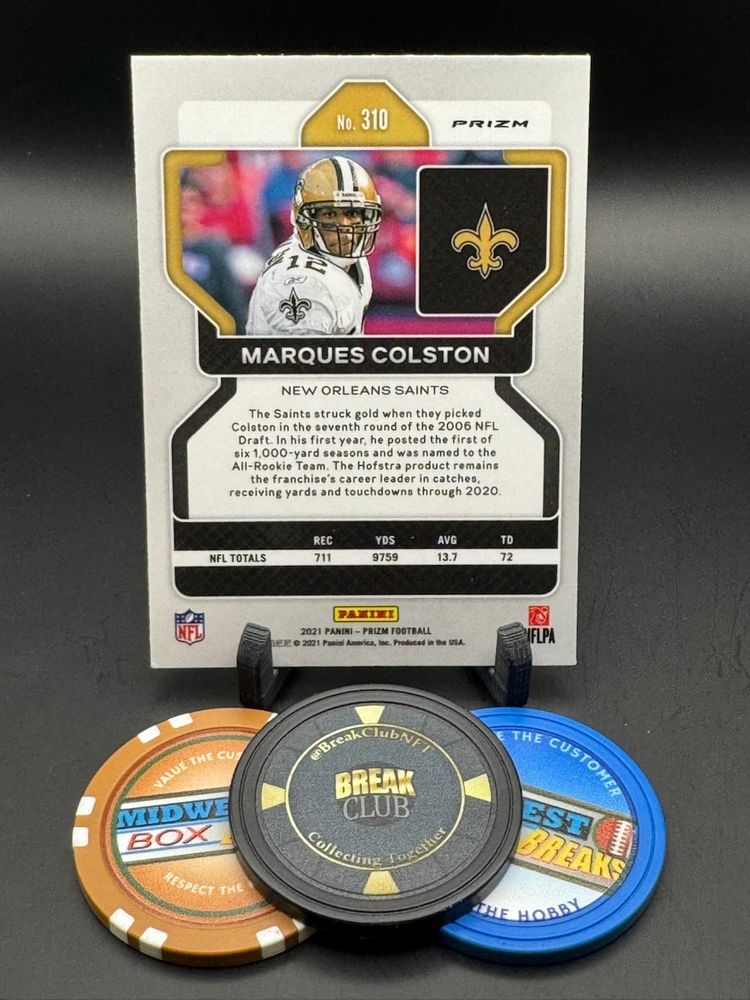 No. 310
PRIZM
12
MARQUES COLSTON
NEW ORLEANS SAINTS
The Saints struck gold when they picked
Colston in the seventh round of the 2006 NFL
Draft. In his first year, he posted the first of
six 1,000-yard seasons and was named to the
All-Rookie Team. The Hofstra product remains
the franchise's career leader in catches,
receiving yards and touchdowns through 2020.
REC YDS AVG TD
NFL TOTALS 711 9759 13.7 72
NFL
PANINI
NFLPA
2021 PANINI – PRIZM FOOTBALL
© 2021 Panini America, Inc. Produced in the USA.
VALUE THE CUS
MIDWE
BOX
RESPECT THE
@BreakClubNFT
BREAK
CLUB
Collecting Together
E THE CUSTOMER
EST
BREAKS
THE HOBBY